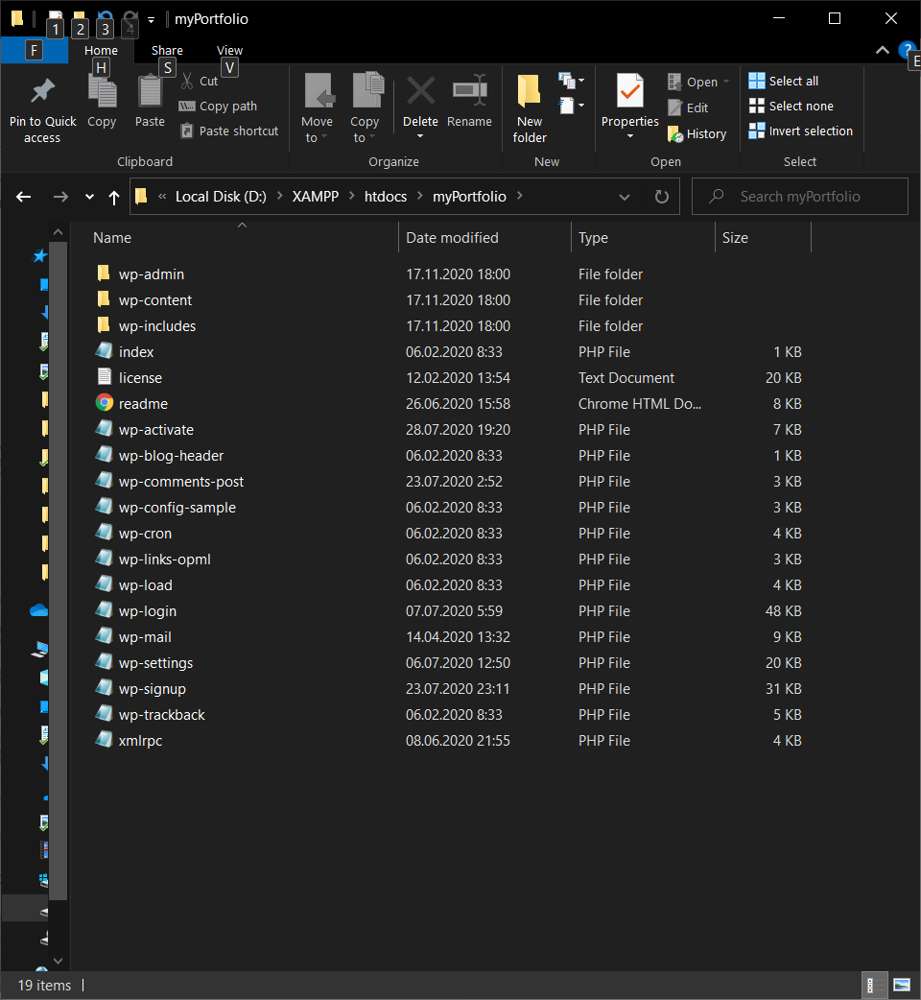 myPortfolio
1 2 3 4
F Home Share View ?
H S V E
Pin to Quick access
Copy
Paste
Cut
Copy path
Paste shortcut
Clipboard
Move to
Copy to
Delete
Rename
Organize
New folder
New
Properties
Open
Edit
History
Open
Select all
Select none
Invert selection
Select
« Local Disk (D:) > XAMPP > htdocs > myPortfolio >
Search myPortfolio
Name Date modified Type Size
wp-admin 17.11.2020 18:00 File folder
wp-content 17.11.2020 18:00 File folder
wp-includes 17.11.2020 18:00 File folder
index 06.02.2020 8:33 PHP File 1 KB
license 12.02.2020 13:54 Text Document 20 KB
readme 26.06.2020 15:58 Chrome HTML Do... 8 KB
wp-activate 28.07.2020 19:20 PHP File 7 KB
wp-blog-header 06.02.2020 8:33 PHP File 1 KB
wp-comments-post 23.07.2020 2:52 PHP File 3 KB
wp-config-sample 06.02.2020 8:33 PHP File 3 KB
wp-cron 06.02.2020 8:33 PHP File 4 KB
wp-links-opml 06.02.2020 8:33 PHP File 3 KB
wp-load 06.02.2020 8:33 PHP File 4 KB
wp-login 07.07.2020 5:59 PHP File 48 KB
wp-mail 14.04.2020 13:32 PHP File 9 KB
wp-settings 06.07.2020 12:50 PHP File 20 KB
wp-signup 23.07.2020 23:11 PHP File 31 KB
wp-trackback 06.02.2020 8:33 PHP File 5 KB
xmlrpc 08.06.2020 21:55 PHP File 4 KB
19 items